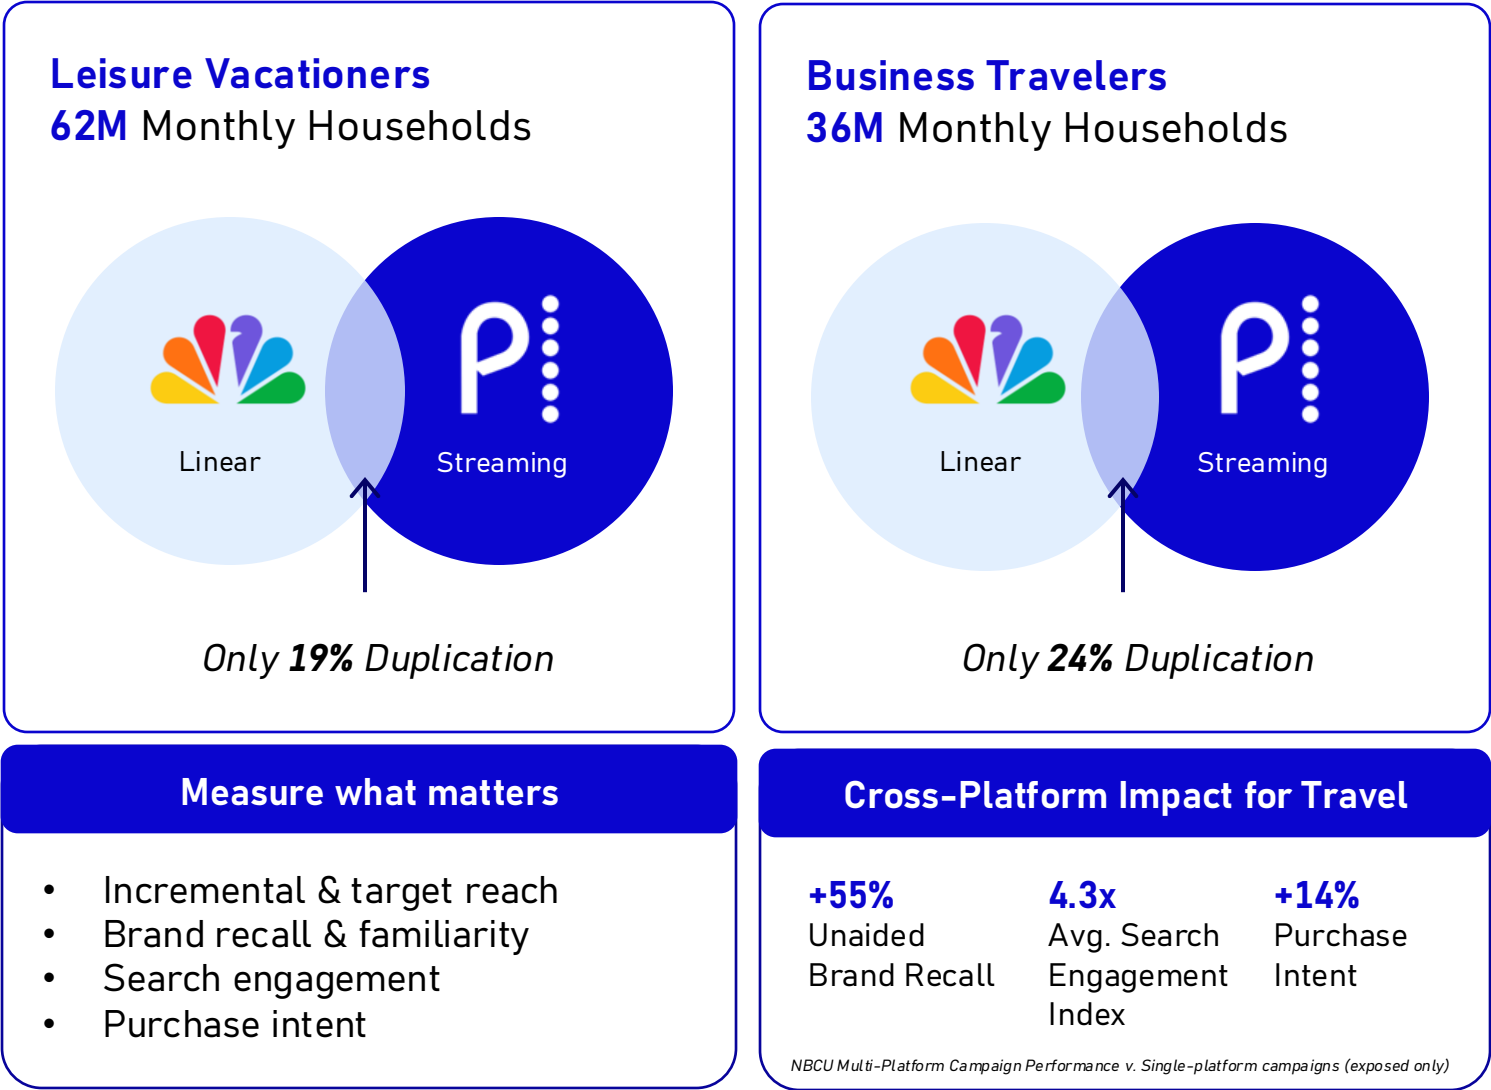 Leisure Vacationers
62M Monthly Households
Linear
Streaming
Only 19% Duplication
Business Travelers
36M Monthly Households
Linear
Streaming
Only 24% Duplication
Measure what matters
• Incremental & target reach
• Brand recall & familiarity
• Search engagement
• Purchase intent
Cross-Platform Impact for Travel
+55%
Unaided
Brand Recall
4.3x
Avg. Search
Engagement
Index
+14%
Purchase
Intent
NBCU Multi-Platform Campaign Performance v. Single-platform campaigns (exposed only)